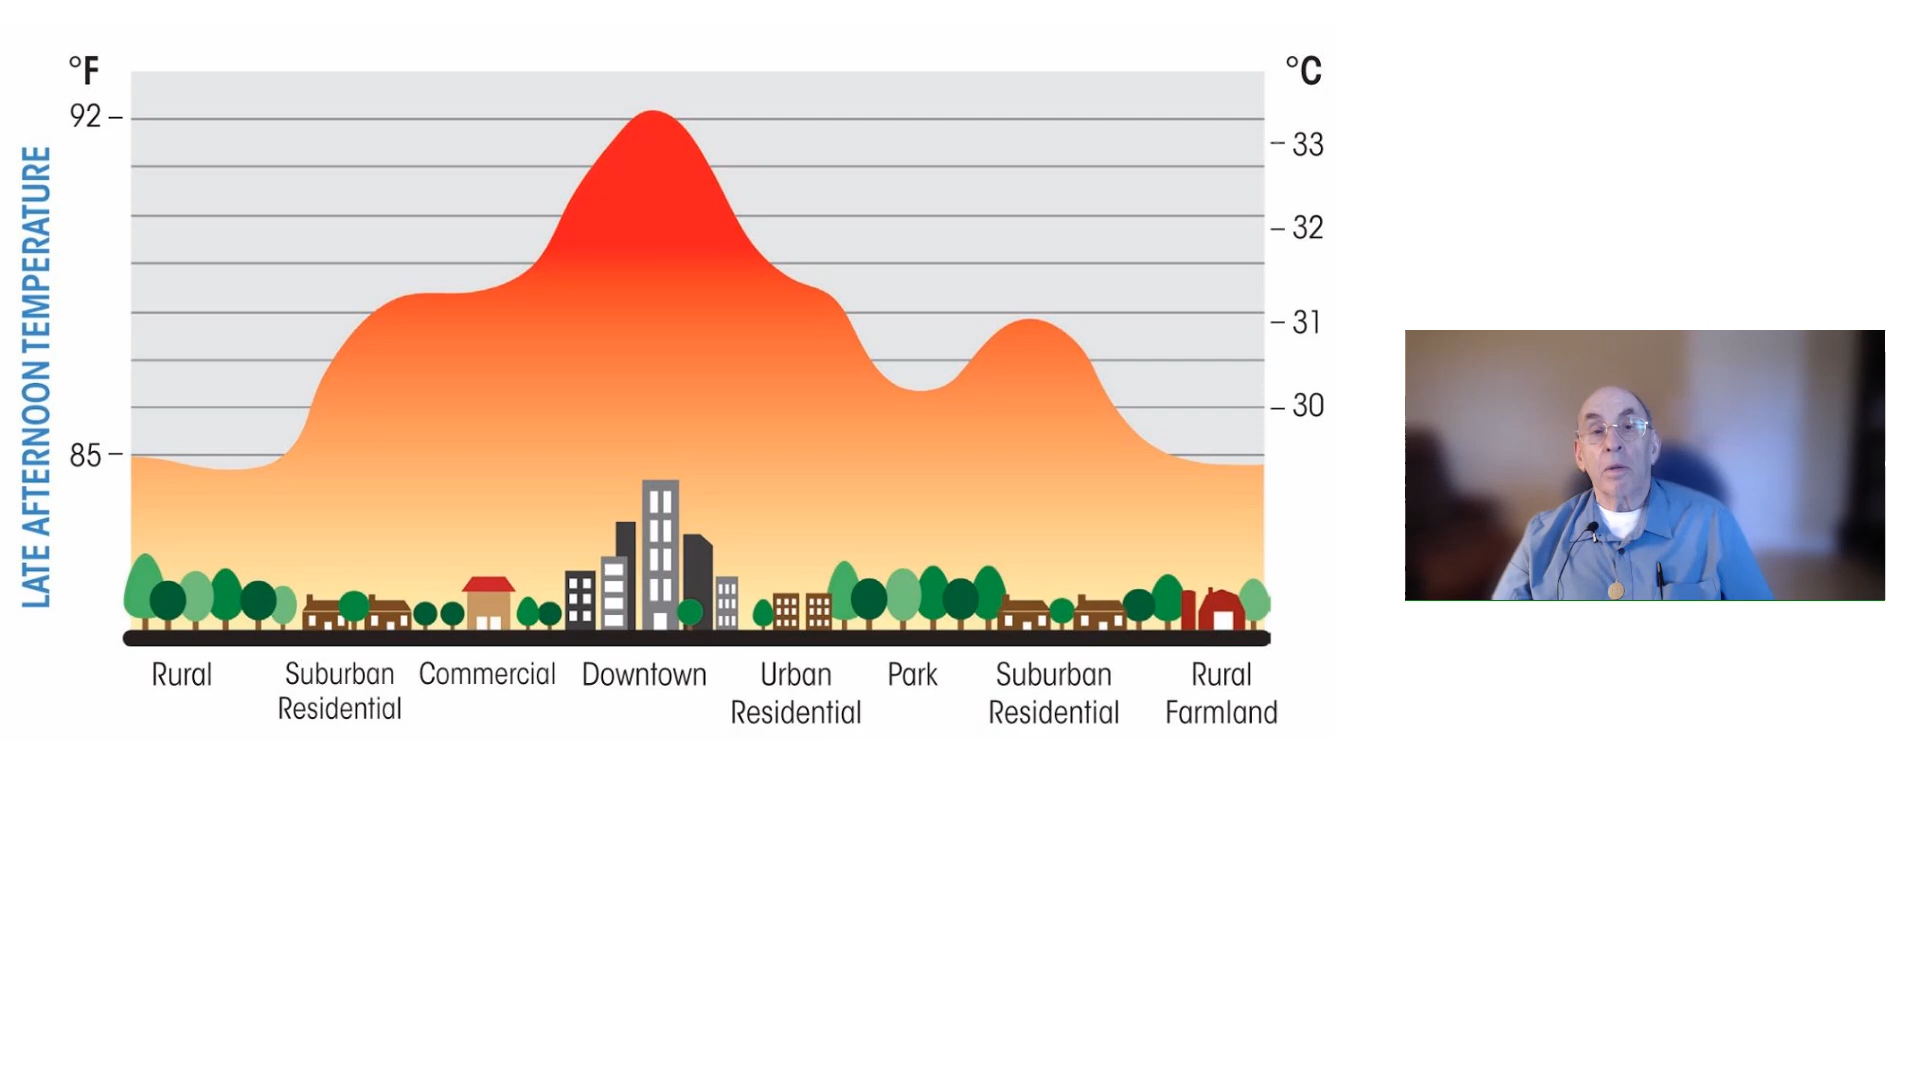 °F
°C
92
33
32
31
30
85
LATE AFTERNOON TEMPERATURE
Rural
Suburban
Residential
Commercial
Downtown
Urban
Residential
Park
Suburban
Residential
Rural
Farmland